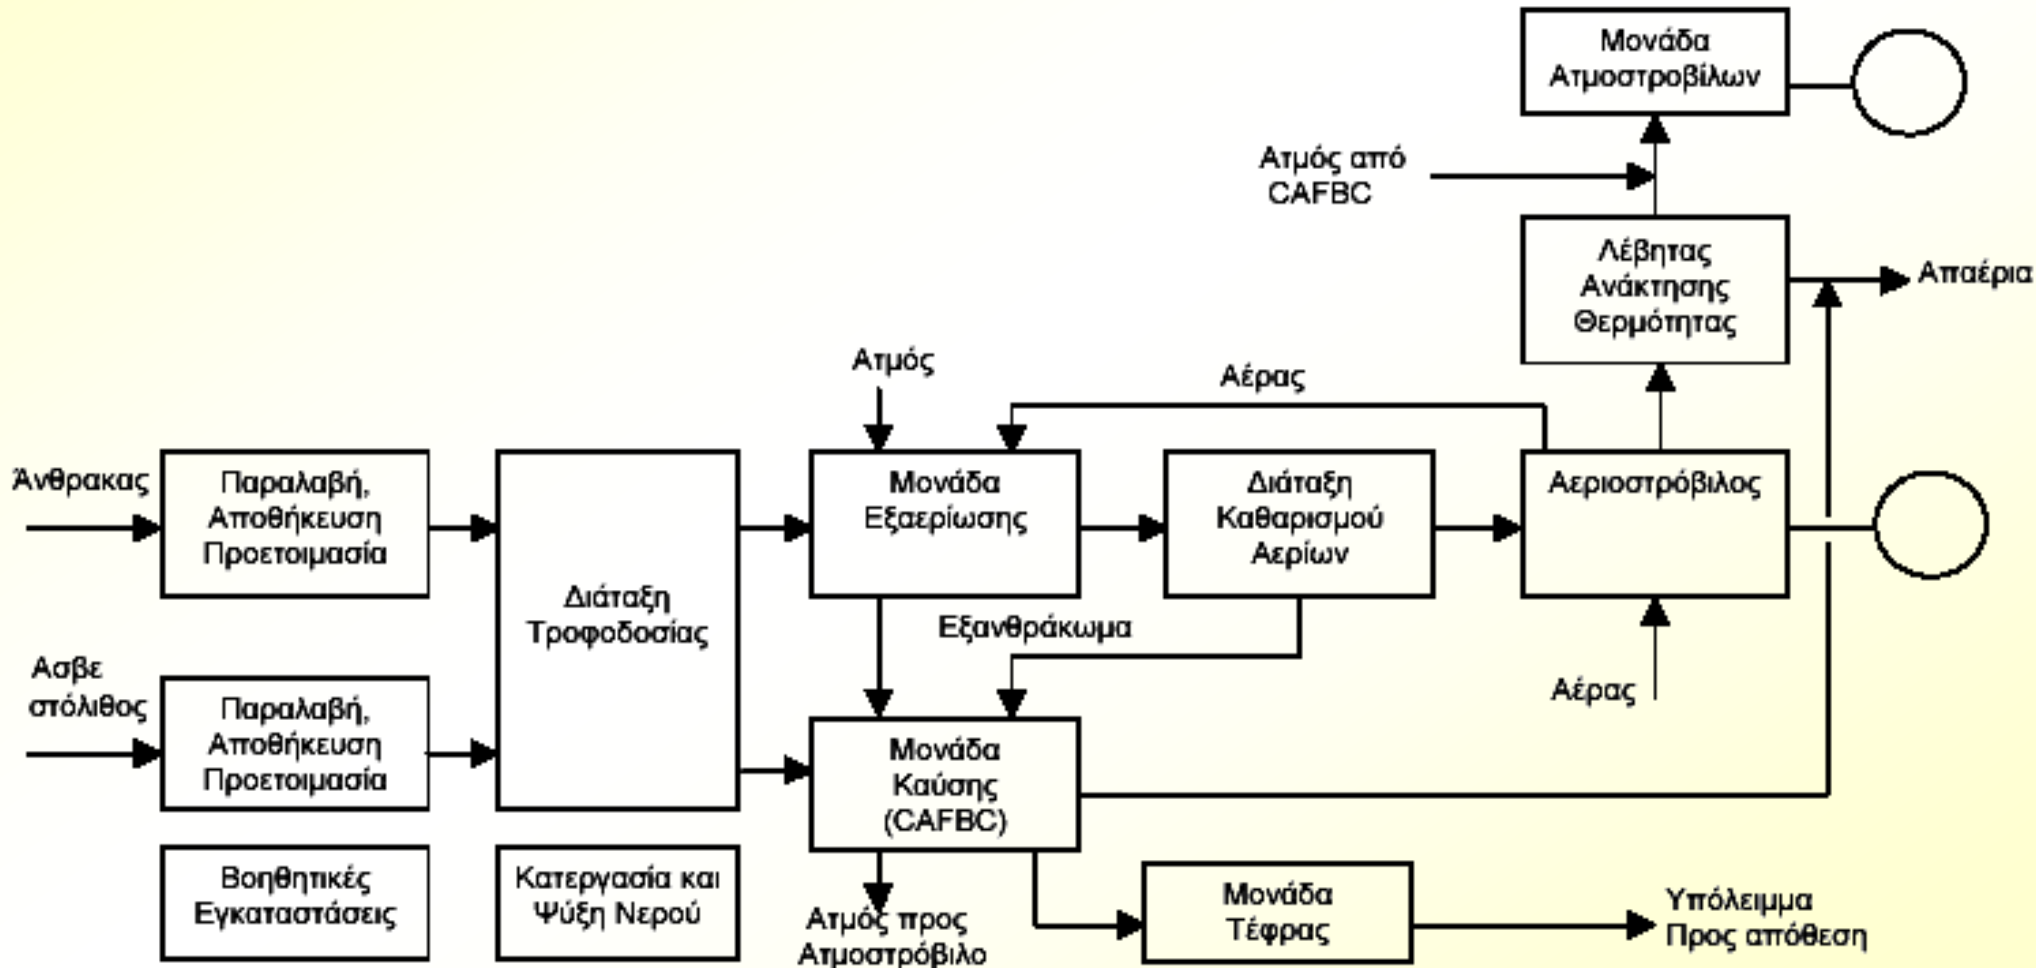 Μονάδα
Ατμοστροβίλων
Ατμός από
CAFBC
Λέβητας
Ανάκτησης
Θερμότητας
Απαέρια
Ατμός
Αέρας
Άνθρακας
Παραλαβή,
Αποθήκευση
Προετοιμασία
Διάταξη
Τροφοδοσίας
Μονάδα
Εξαερίωσης
Διάταξη
Καθαρισμού
Αερίων
Αεριοστρόβιλος
Εξανθράκωμα
Αέρας
Ασβε
στόλιθος
Παραλαβή,
Αποθήκευση
Προετοιμασία
Μονάδα
Καύσης
(CAFBC)
Βοηθητικές
Εγκαταστάσεις
Κατεργασία και
Ψύξη Νερού
Ατμός προς
Ατμοστρόβιλο
Μονάδα
Τέφρας
Υπόλειμμα
Προς απόθεση